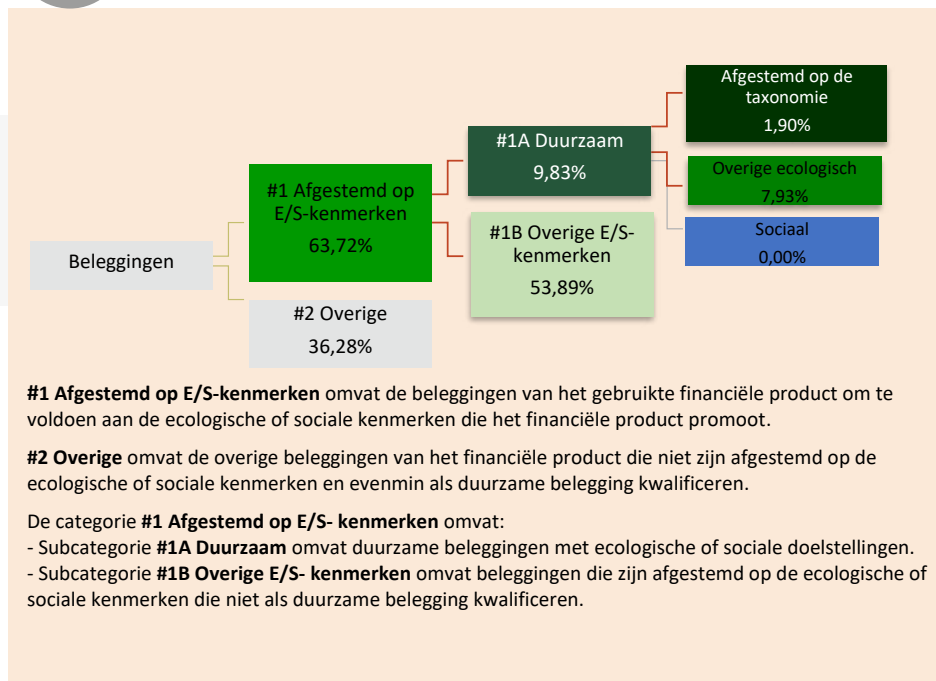 Beleggingen
#1 Afgestemd op
E/S-kenmerken
63,72%
#2 Overige
36,28%
#1A Duurzaam
9,83%
#1B Overige E/S-
kenmerken
53,89%
Afgestemd op de
taxonomie
1,90%
Overige ecologisch
7,93%
Sociaal
0,00%
#1 Afgestemd op E/S-kenmerken omvat de beleggingen van het gebruikte financiële product om te
voldoen aan de ecologische of sociale kenmerken die het financiële product promoot.
#2 Overige omvat de overige beleggingen van het financiële product die niet zijn afgestemd op de
ecologische of sociale kenmerken en evenmin als duurzame belegging kwalificeren.
De categorie #1 Afgestemd op E/S- kenmerken omvat:
- Subcategorie #1A Duurzaam omvat duurzame beleggingen met ecologische of sociale doelstellingen.
- Subcategorie #1B Overige E/S- kenmerken omvat beleggingen die zijn afgestemd op de ecologische of
sociale kenmerken die niet als duurzame belegging kwalificeren.